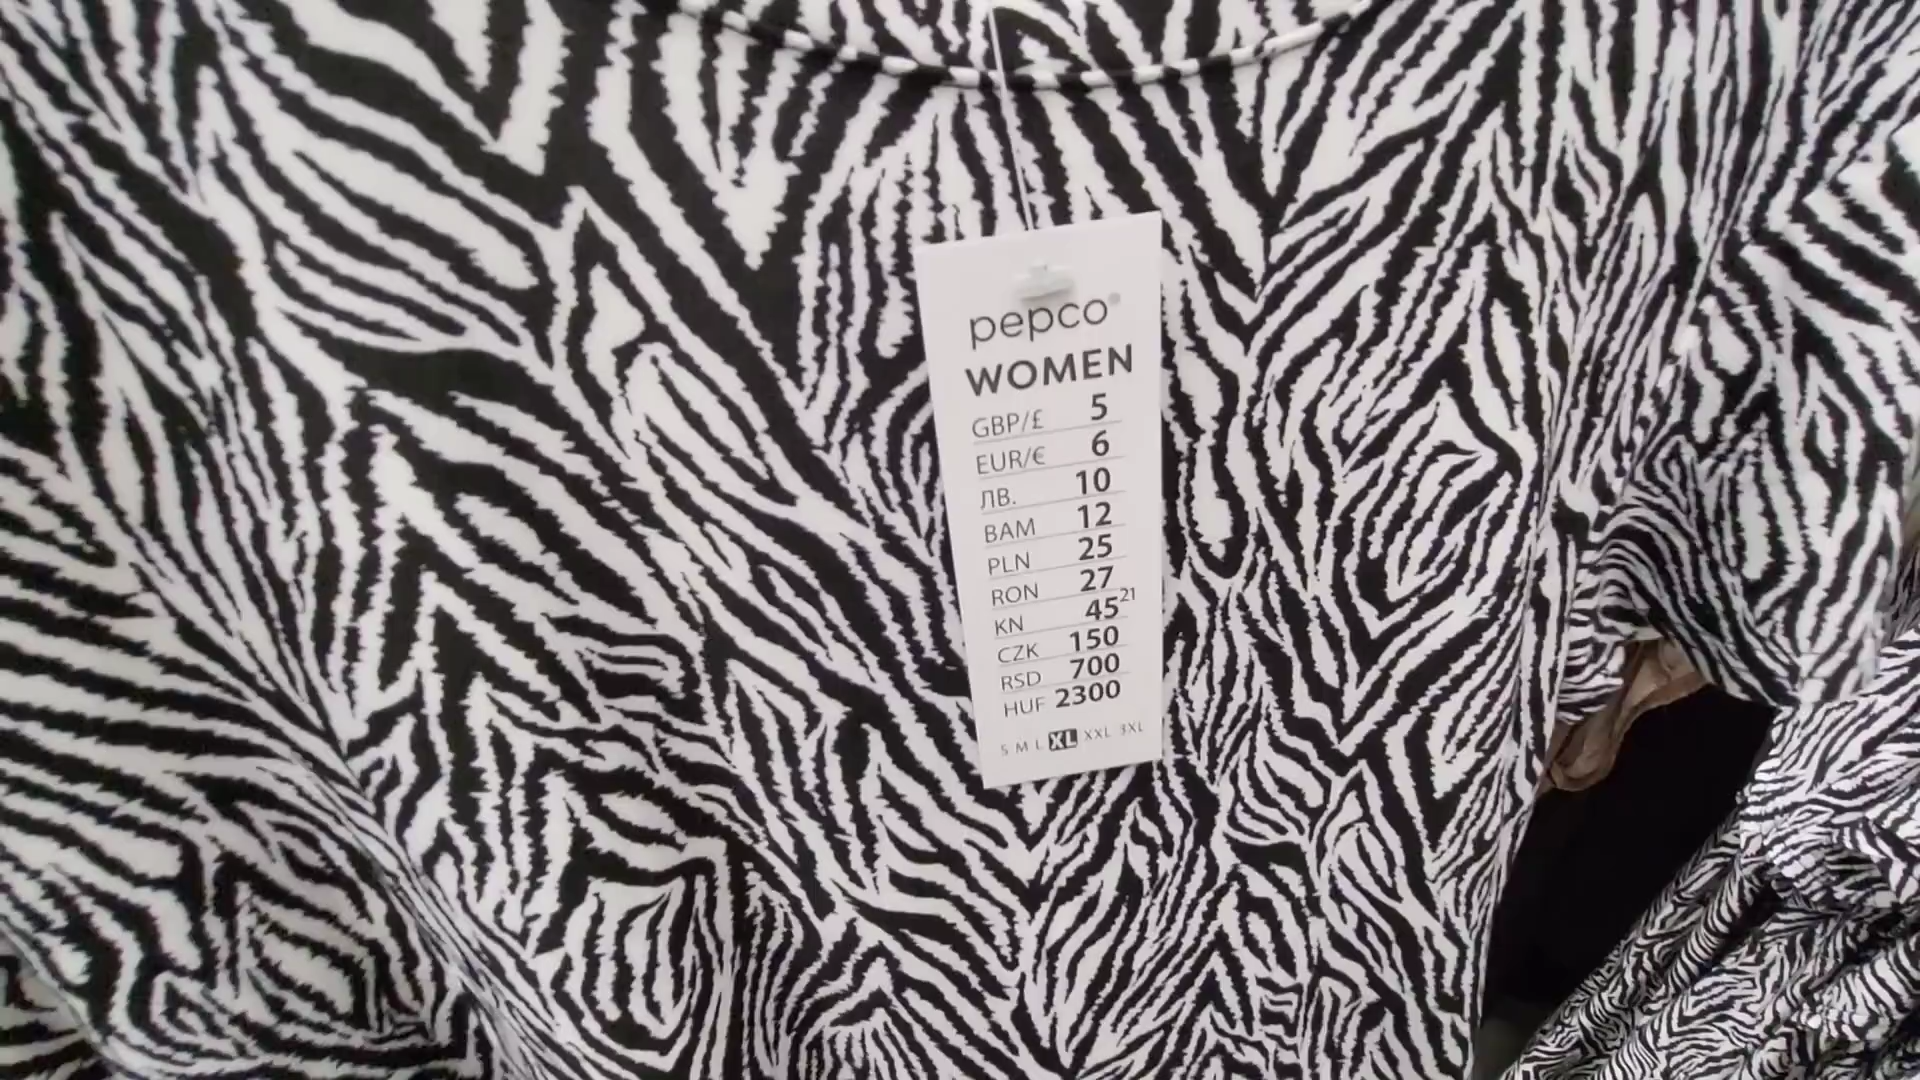 pepco®
WOMEN
GBP/£ 5
EUR/€ 6
ЛВ. 10
BAM 12
PLN 25
RON 27
KN 45²¹
CZK 150
RSD 700
HUF 2300
S M L XL XXL 3XL